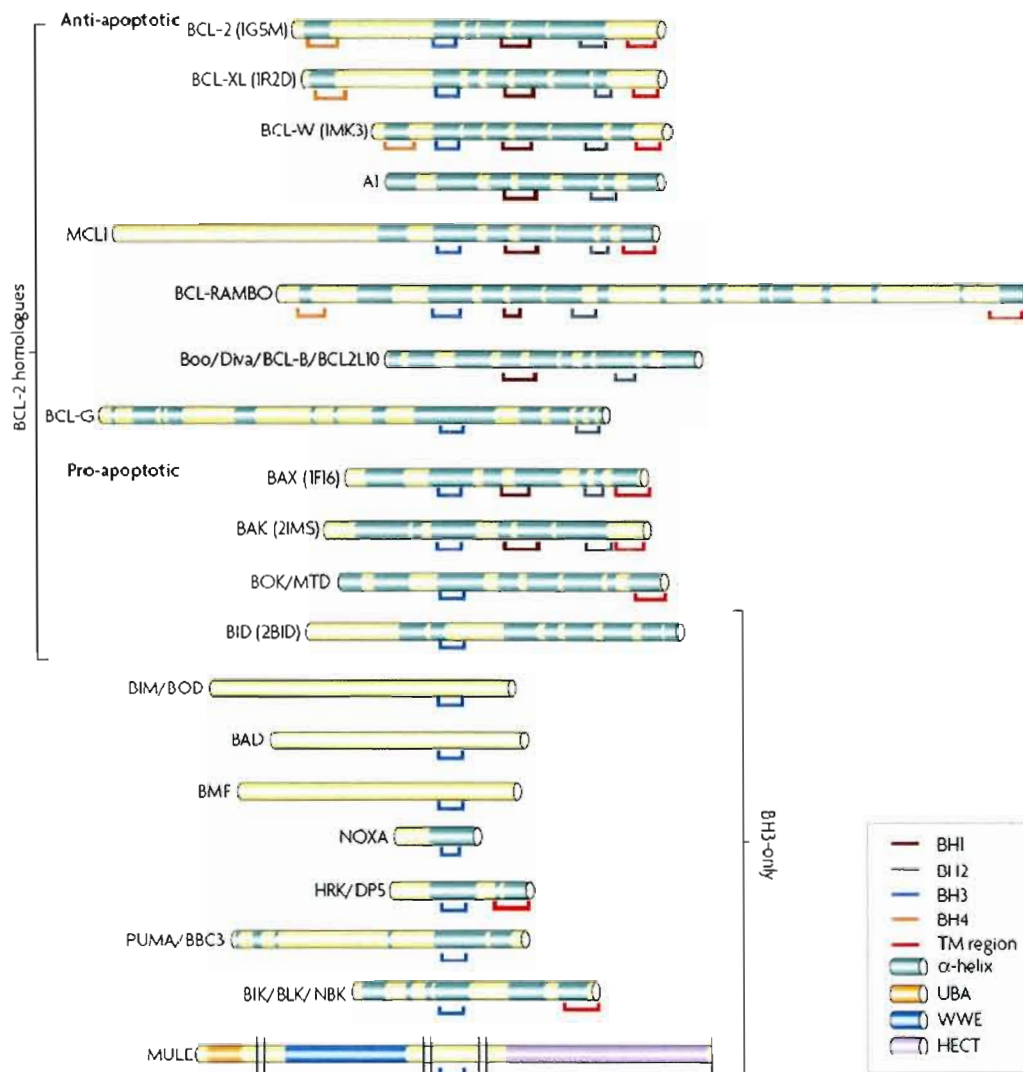 Anti-apoptotic
BCL-2 (1G5M)
BCL-XL (1R2D)
BCL-W (1MK3)
A1
MCL1
BCL-RAMBO
Boo/Diva/BCL-B/BCL2L10
BCL-G
BCL-2 homologues
Pro-apoptotic
BAX (1F16)
BAK (2IMS)
BOK/MTD
BID (2BID)
BIM/BOD
BAD
BMF
NOXA
HRK/DP5
PUMA/BBC3
BIK/BLK/NBK
MULE
BH3-only
BH1
BH2
BH3
BH4
TM region
α-helix
UBA
WWE
HECT